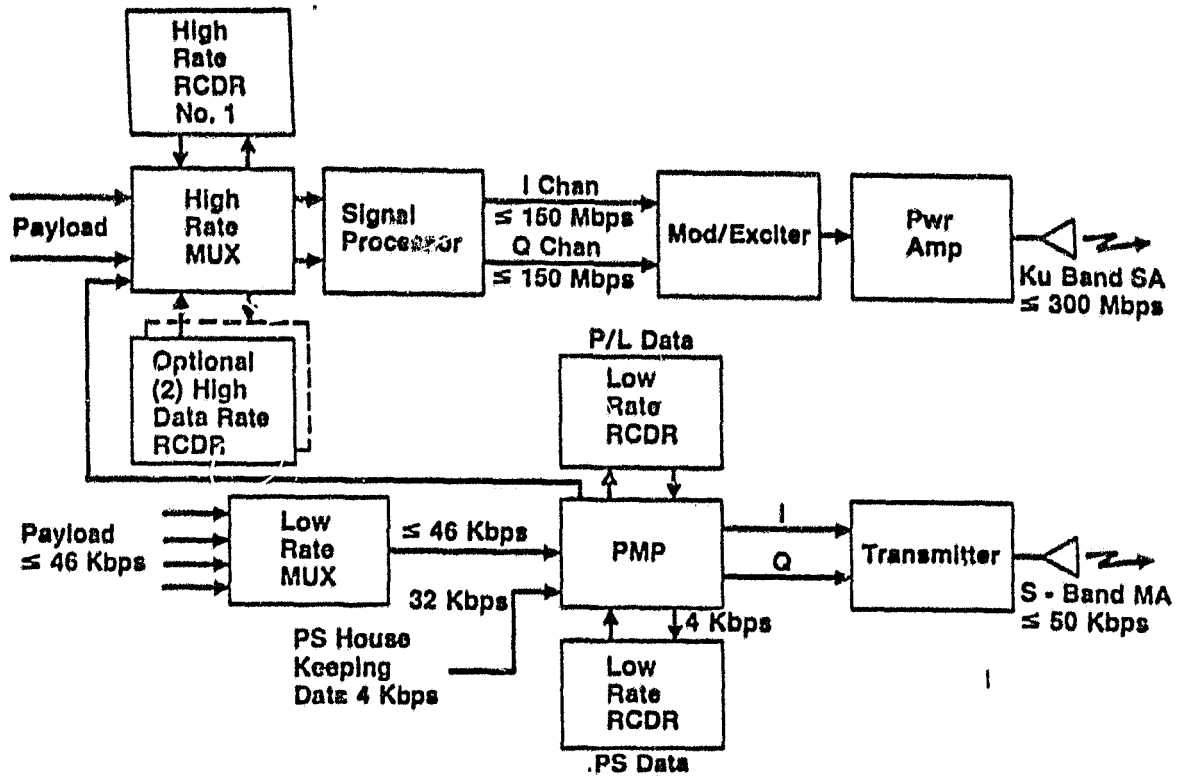 High
Rate
RCDR
No. 1
Payload
High
Rate
MUX
Signal
Processor
I Chan
≤ 150 Mbps
Q Chan
≤ 150 Mbps
Mod/Exciter
Pwr
Amp
Ku Band SA
≤ 300 Mbps
Optional
(2) High
Data Rate
RCDR
P/L Data
Low
Rate
RCDR
Payload
≤ 46 Kbps
Low
Rate
MUX
≤ 46 Kbps
32 Kbps
PS House
Keeping
Data 4 Kbps
PMP
I
Q
Transmitter
S - Band MA
≤ 50 Kbps
4 Kbps
Low
Rate
RCDR
PS Data